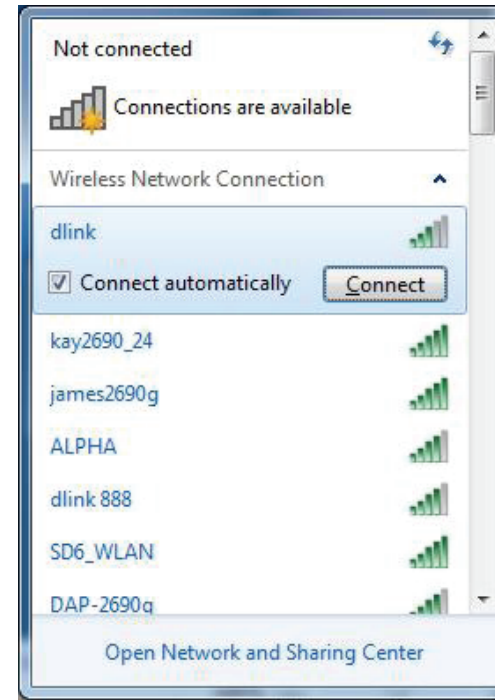 Not connected
Connections are available
Wireless Network Connection
dlink
Connect automatically Connect
kay2690_24
james2690g
ALPHA
dlink 888
SD6_WLAN
DAP-2690g
Open Network and Sharing Center